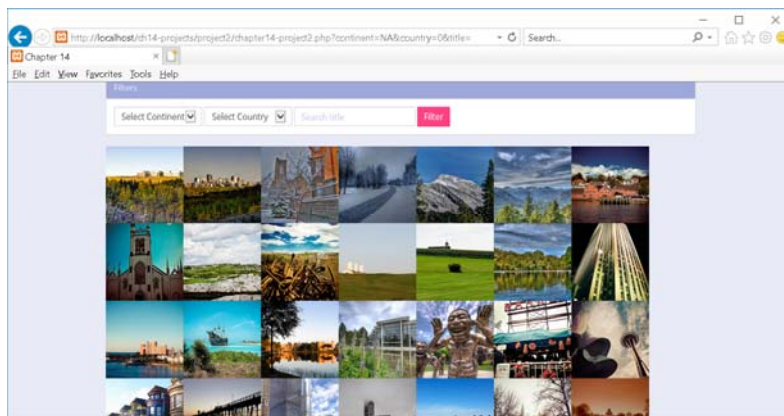 http://localhost/ch14-projects/project2/chapter14-project2.php?continent=NA&country=0&title=
Search...
Chapter 14
File Edit View Favorites Tools Help
Filters
Select Continent Select Country Search title Filter